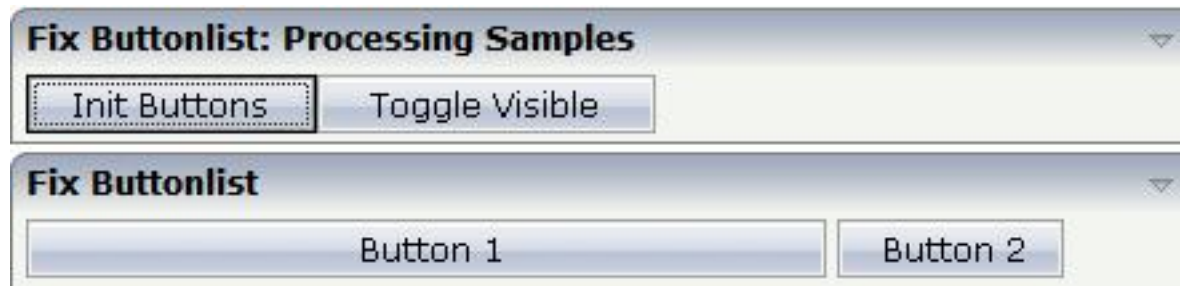 Fix Buttonlist: Processing Samples
Init Buttons Toggle Visible
Fix Buttonlist
Button 1 Button 2